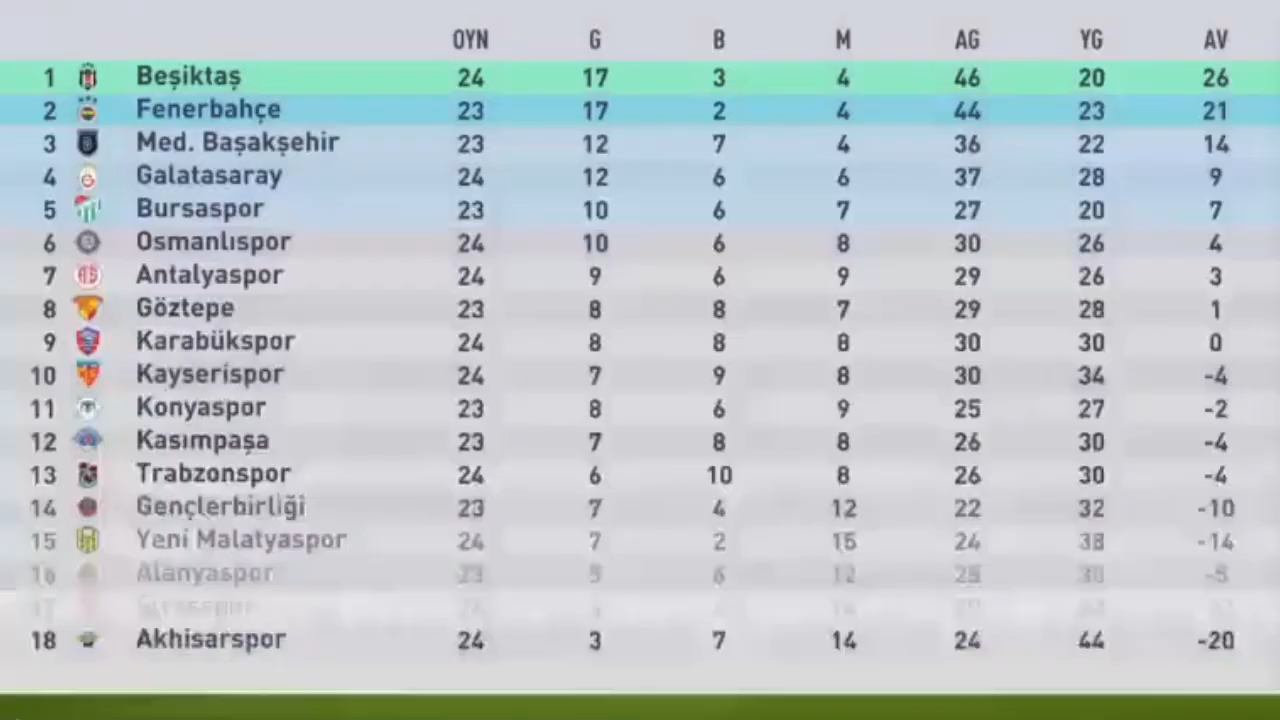 OYN G B M AG YG AV
1 Beşiktaş 24 17 3 4 46 20 26
2 Fenerbahçe 23 17 2 4 44 23 21
3 Med. Başakşehir 23 12 7 4 36 22 14
4 Galatasaray 24 12 6 6 37 28 9
5 Bursaspor 23 10 6 7 27 20 7
6 Osmanlıspor 24 10 6 8 30 26 4
7 Antalyaspor 24 9 6 9 29 26 3
8 Göztepe 23 8 8 7 29 28 1
9 Karabükspor 24 8 8 8 30 30 0
10 Kayserispor 24 7 9 8 30 34 -4
11 Konyaspor 23 8 6 9 25 27 -2
12 Kasımpaşa 23 7 8 8 26 30 -4
13 Trabzonspor 24 6 10 8 26 30 -4
14 Gençlerbirliği 23 7 4 12 22 32 -10
15 Yeni Malatyaspor 24 7 2 15 24 38 -14
16 Alanyaspor 23 5 6 12
18 Akhisarspor 24 3 7 14 24 44 -20